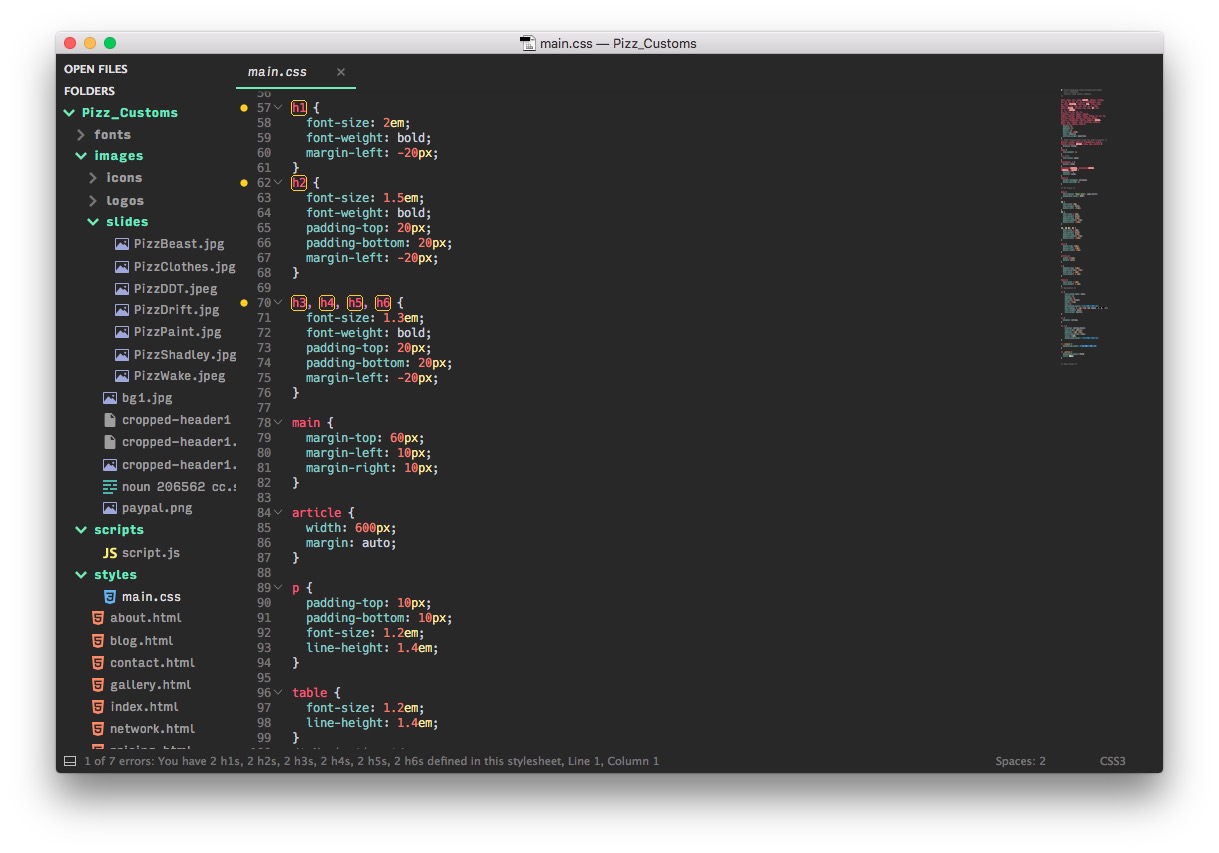 main.css — Pizz_Customs
OPEN FILES
FOLDERS
Pizz_Customs
fonts
images
icons
logos
slides
PizzBeast.jpg
PizzClothes.jpg
PizzDDT.jpeg
PizzDrift.jpg
PizzPaint.jpg
PizzShadley.jpg
PizzWake.jpeg
bg1.jpg
cropped-header1
cropped-header1.
cropped-header1.
noun 206562 cc.s
paypal.png
scripts
JS script.js
styles
main.css
about.html
blog.html
contact.html
gallery.html
index.html
network.html
main.css ×
56
57 h1 {
58 font-size: 2em;
59 font-weight: bold;
60 margin-left: -20px;
61 }
62 h2 {
63 font-size: 1.5em;
64 font-weight: bold;
65 padding-top: 20px;
66 padding-bottom: 20px;
67 margin-left: -20px;
68 }
69
70 h3, h4, h5, h6 {
71 font-size: 1.3em;
72 font-weight: bold;
73 padding-top: 20px;
74 padding-bottom: 20px;
75 margin-left: -20px;
76 }
77
78 main {
79 margin-top: 60px;
80 margin-left: 10px;
81 margin-right: 10px;
82 }
83
84 article {
85 width: 600px;
86 margin: auto;
87 }
88
89 p {
90 padding-top: 10px;
91 padding-bottom: 10px;
92 font-size: 1.2em;
93 line-height: 1.4em;
94 }
95
96 table {
97 font-size: 1.2em;
98 line-height: 1.4em;
99 }
1 of 7 errors: You have 2 h1s, 2 h2s, 2 h3s, 2 h4s, 2 h5s, 2 h6s defined in this stylesheet, Line 1, Column 1
Spaces: 2
CSS3